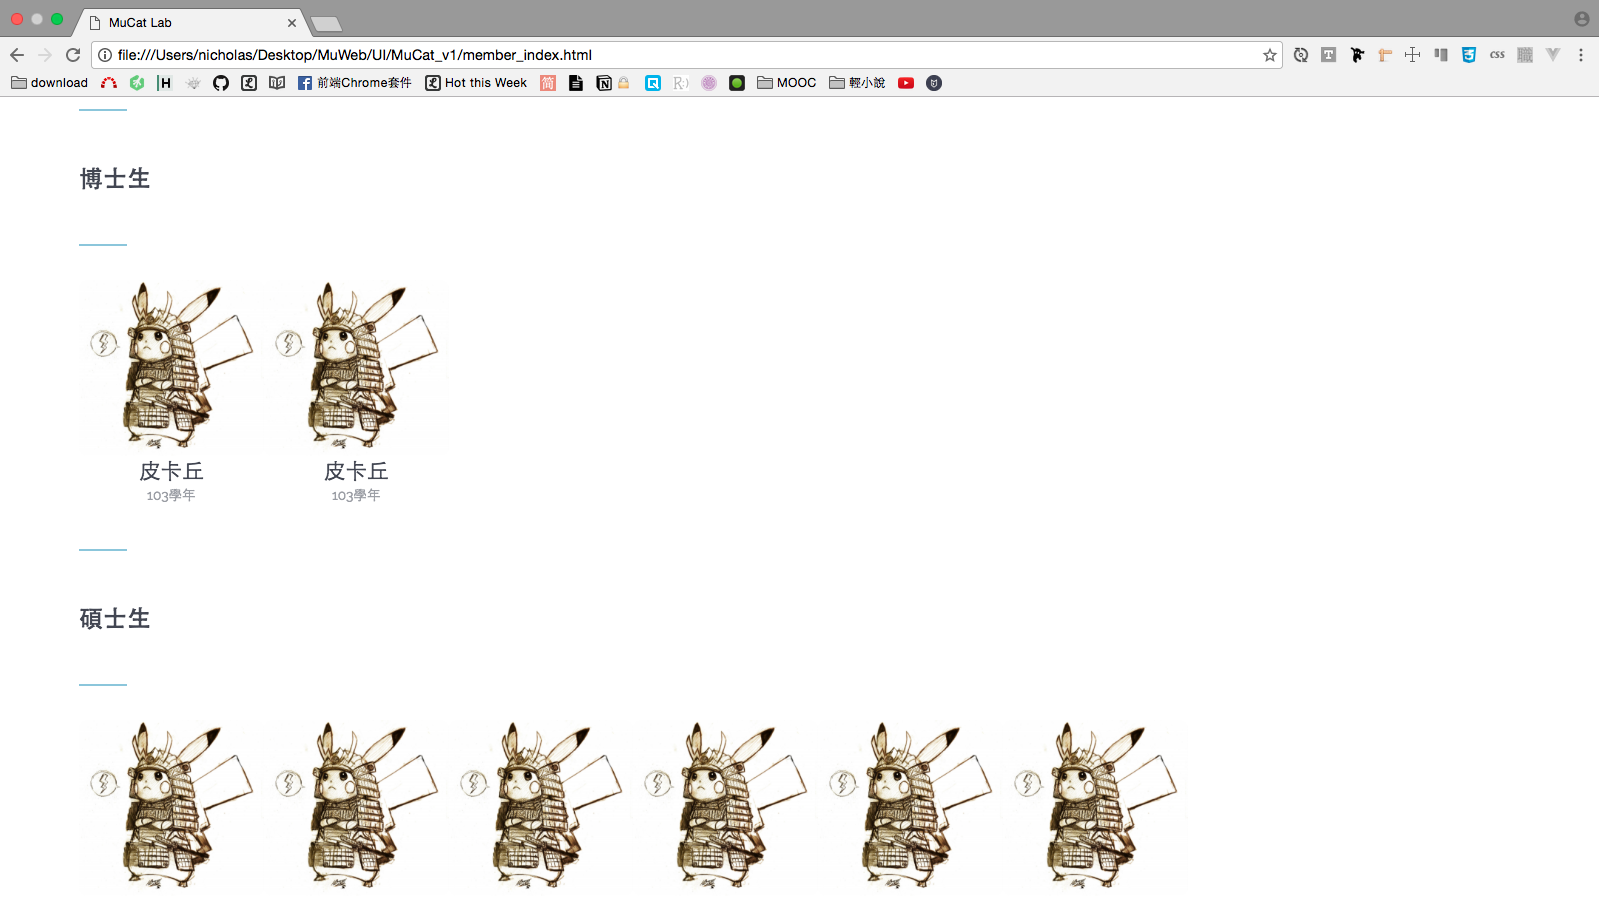 MuCat Lab
file:///Users/nicholas/Desktop/MuWeb/UI/MuCat_v1/member_index.html
download
前端Chrome套件
Hot this Week
MOOC
輕小說
博士生
皮卡丘 皮卡丘
103學年 103學年
碩士生